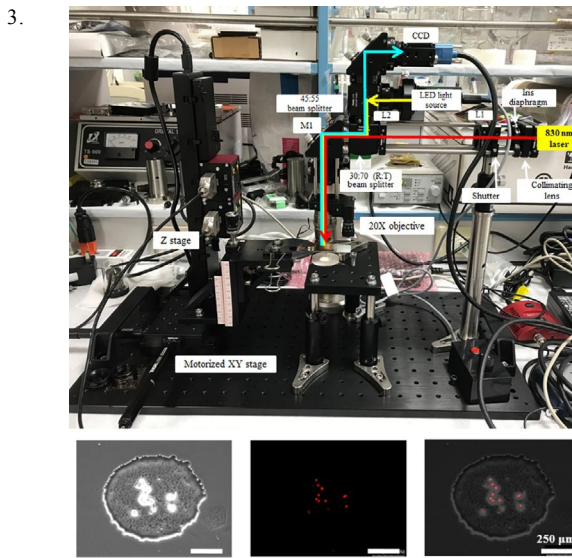 3.
CCD
45:55
beam splitter
LED light
source
Iris
diaphragm
M1
L2
L1
830 nm
laser
30:70 (R:T)
beam splitter
Shutter
Collimating
lens
Z stage
20X objective
Motorized XY stage
250 μm